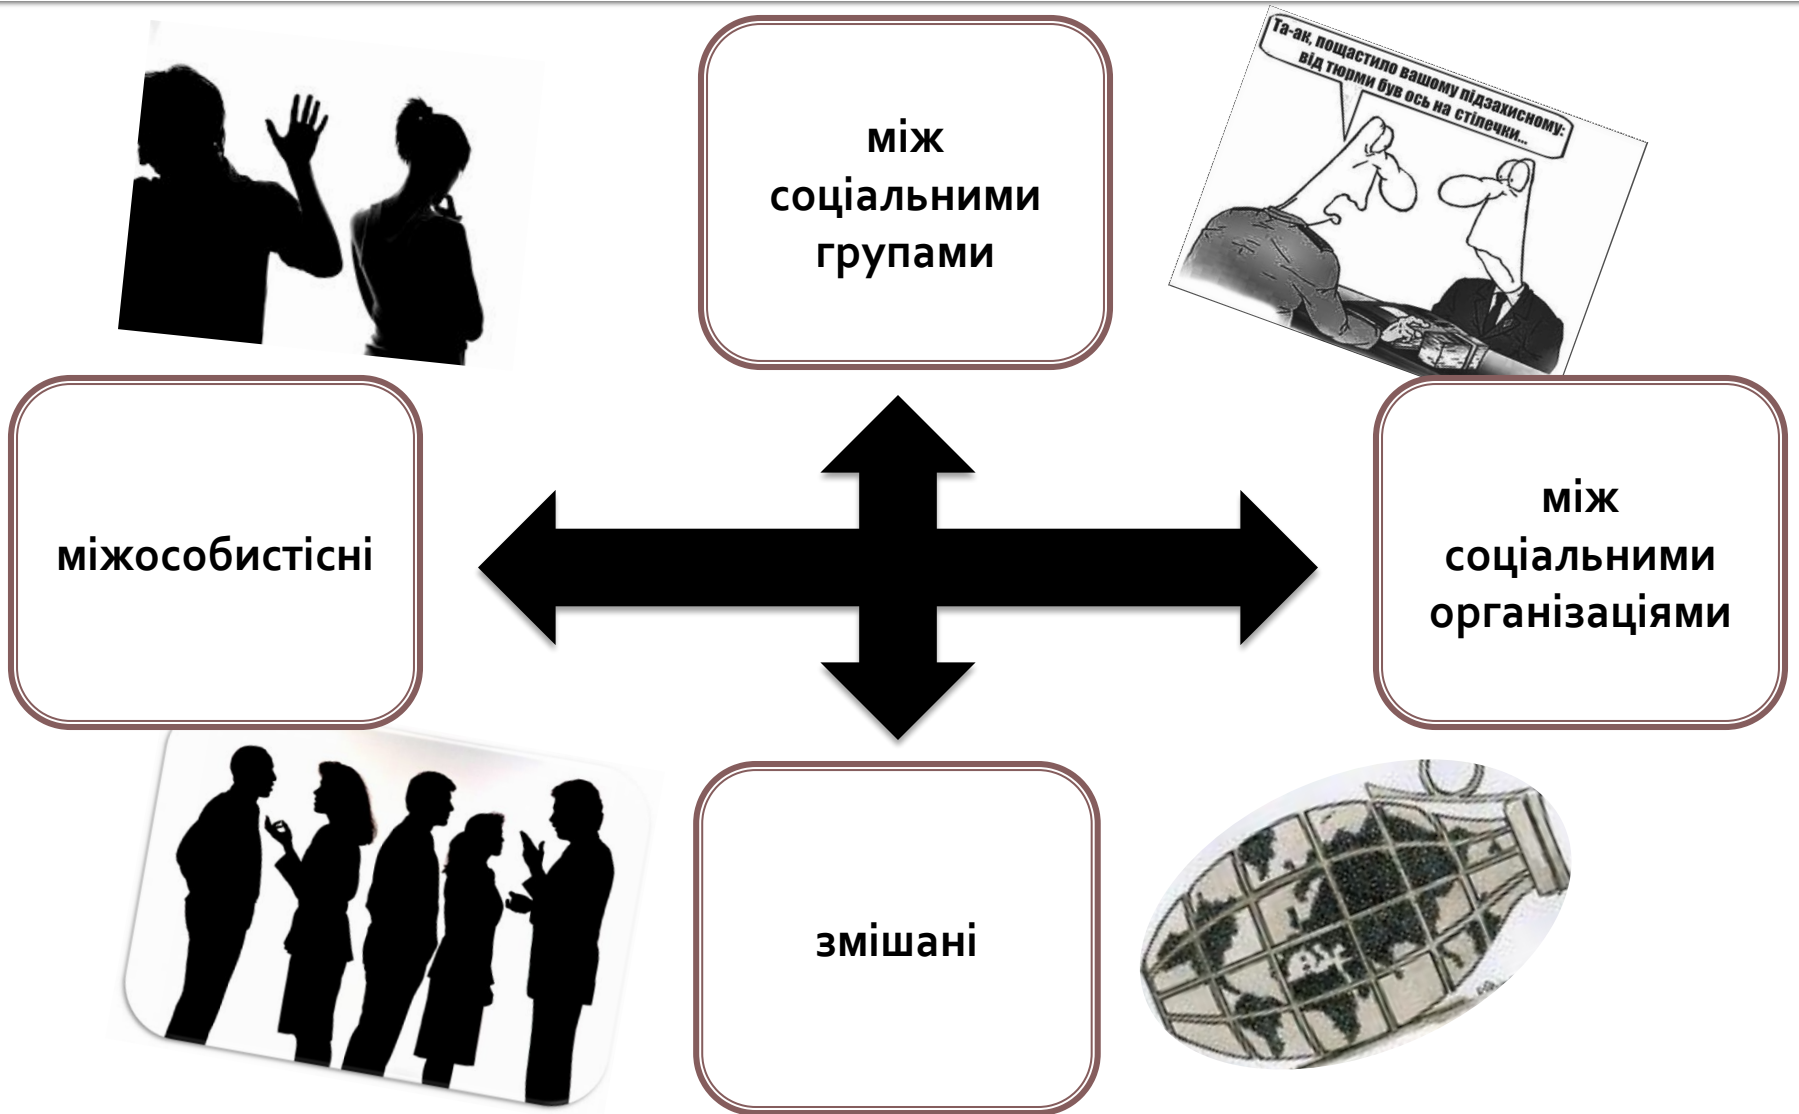 Та-ак, пощастило вашому підзахисному:
від тюрми був ось на стілечки...
між
соціальними
групами
міжособистісні
між
соціальними
організаціями
змішані